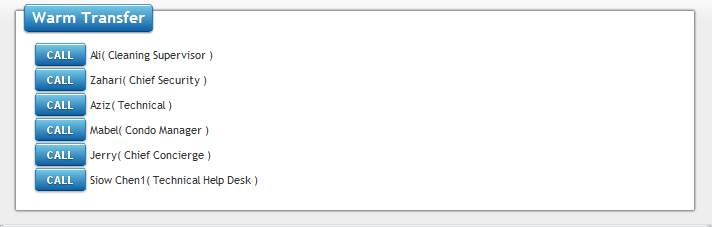 Warm Transfer
CALL Ali( Cleaning Supervisor )
CALL Zahari( Chief Security )
CALL Aziz( Technical )
CALL Mabel( Condo Manager )
CALL Jerry( Chief Concierge )
CALL Siow Chen1( Technical Help Desk )